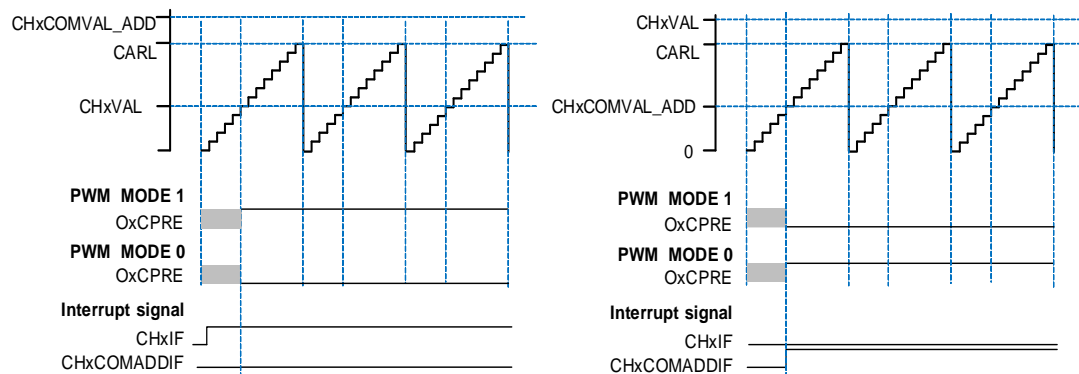 CHxCOMVAL_ADD
CARL
CHxVAL
PWM MODE 1
OxCPRE
PWM MODE 0
OxCPRE
Interrupt signal
CHxIF
CHxCOMADDIF
CHxVAL
CARL
CHxCOMVAL_ADD
0
PWM MODE 1
OxCPRE
PWM MODE 0
OxCPRE
Interrupt signal
CHxIF
CHxCOMADDIF